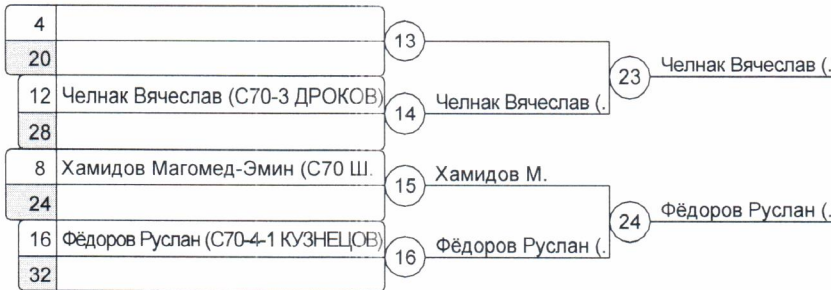 4
13
20
23 Челнак Вячеслав (.
12 Челнак Вячеслав (С70-3 ДРОКОВ)
14 Челнак Вячеслав (.
28
8 Хамидов Магомед-Эмин (С70 Ш.
15 Хамидов М.
24
24 Фёдоров Руслан (.
16 Фёдоров Руслан (С70-4-1 КУЗНЕЦОВ)
16 Фёдоров Руслан (.
32